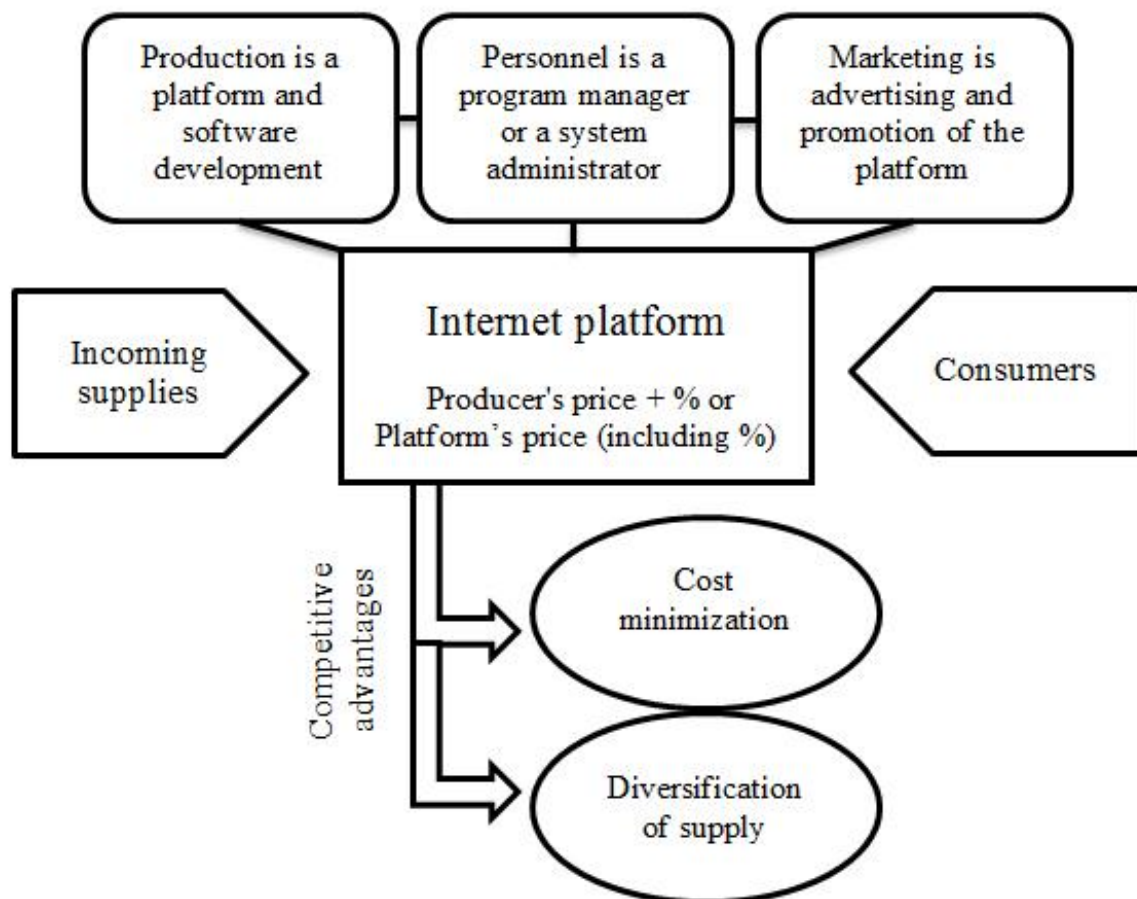 Production is a
platform and
software
development
Personnel is a
program manager
or a system
administrator
Marketing is
advertising and
promotion of the
platform
Incoming
supplies
Internet platform
Producer's price + % or
Platform’s price (including %)
Consumers
Competitive
advantages
Cost
minimization
Diversification
of supply